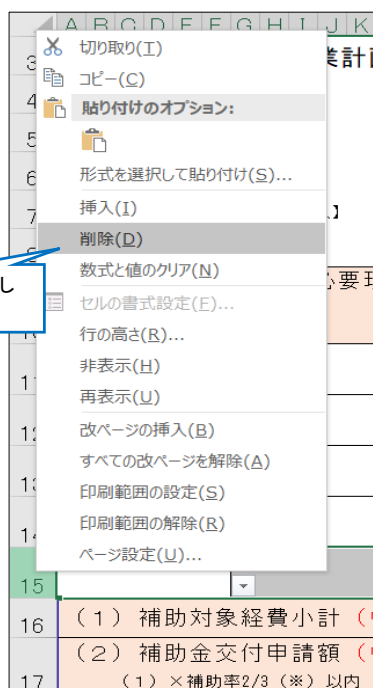 A B C D E F G H I J K
3
業計
切り取り(T)
コピー(C)
4
貼り付けのオプション:
5
6
形式を選択して貼り付け(S)...
7
挿入(I)
】
削除(D)
し
数式と値のクリア(N)
必要理
セルの書式設定(F)...
行の高さ(R)...
非表示(H)
再表示(U)
改ページの挿入(B)
すべての改ページを解除(A)
印刷範囲の設定(S)
印刷範囲の解除(R)
ページ設定(U)...
15
16 (1)補助対象経費小計(
(2)補助金交付申請額(
17 (1)×補助率2/3(※)以内